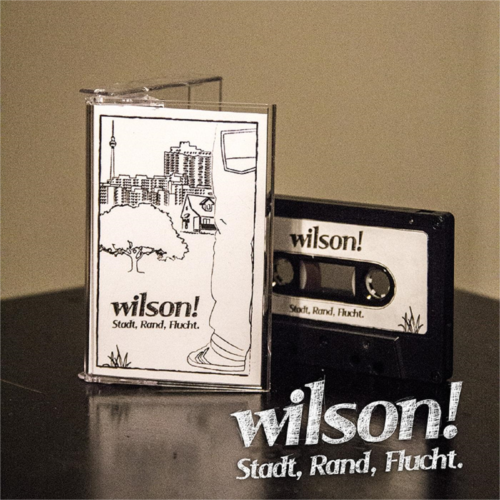 wilson!
Stadt, Rand, Flucht.
wilson!
Stadt, Rand, Flucht.
wilson!
Stadt, Rand, Flucht.